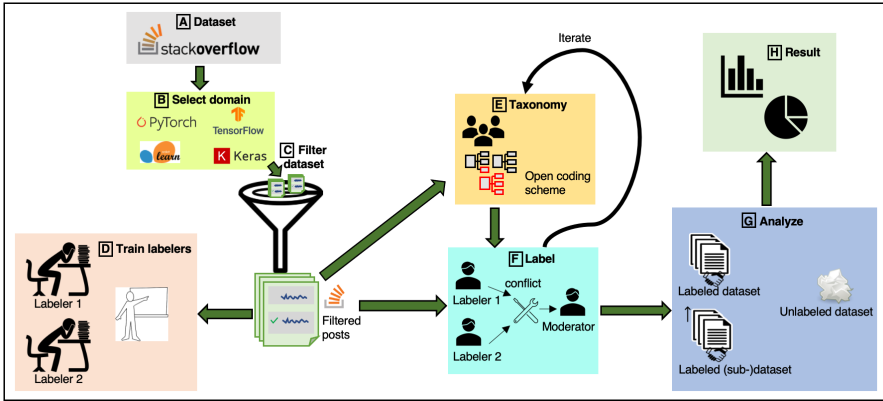 A Dataset
stackoverflow
B Select domain
PyTorch
TensorFlow
learn
K Keras
C Filter
dataset
D Train labelers
Labeler 1
Labeler 2
Filtered
posts
Iterate
E Taxonomy
Open coding
scheme
F Label
conflict
Labeler 1
Moderator
Labeler 2
G Analyze
Labeled dataset
Unlabeled dataset
Labeled (sub-)dataset
H Result